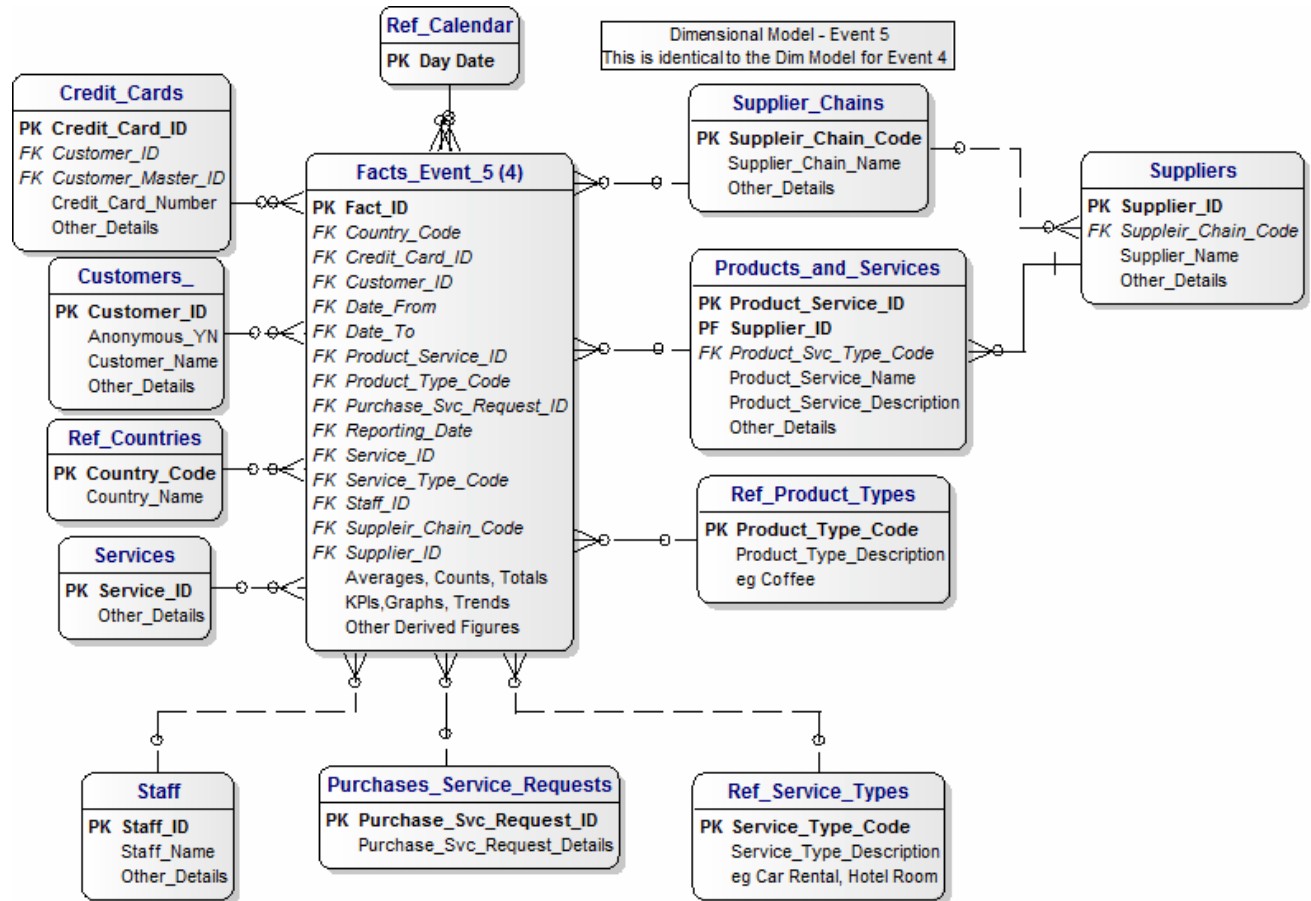 Ref_Calendar
PK Day Date
Dimensional Model - Event 5
This is identical to the Dim Model for Event 4
Credit_Cards
PK Credit_Card_ID
FK Customer_ID
FK Customer_Master_ID
Credit_Card_Number
Other_Details
Customers_
PK Customer_ID
Anonymous_YN
Customer_Name
Other_Details
Ref_Countries
PK Country_Code
Country_Name
Services
PK Service_ID
Other_Details
Facts_Event_5 (4)
PK Fact_ID
FK Country_Code
FK Credit_Card_ID
FK Customer_ID
FK Date_From
FK Date_To
FK Product_Service_ID
FK Product_Type_Code
FK Purchase_Svc_Request_ID
FK Reporting_Date
FK Service_ID
FK Service_Type_Code
FK Staff_ID
FK Suppleir_Chain_Code
FK Supplier_ID
Averages, Counts, Totals
KPIs,Graphs, Trends
Other Derived Figures
Supplier_Chains
PK Suppleir_Chain_Code
Supplier_Chain_Name
Other_Details
Suppliers
PK Supplier_ID
FK Suppleir_Chain_Code
Supplier_Name
Other_Details
Products_and_Services
PK Product_Service_ID
PF Supplier_ID
FK Product_Svc_Type_Code
Product_Service_Name
Product_Service_Description
Other_Details
Ref_Product_Types
PK Product_Type_Code
Product_Type_Description
eg Coffee
Staff
PK Staff_ID
Staff_Name
Other_Details
Purchases_Service_Requests
PK Purchase_Svc_Request_ID
Purchase_Svc_Request_Details
Ref_Service_Types
PK Service_Type_Code
Service_Type_Description
eg Car Rental, Hotel Room